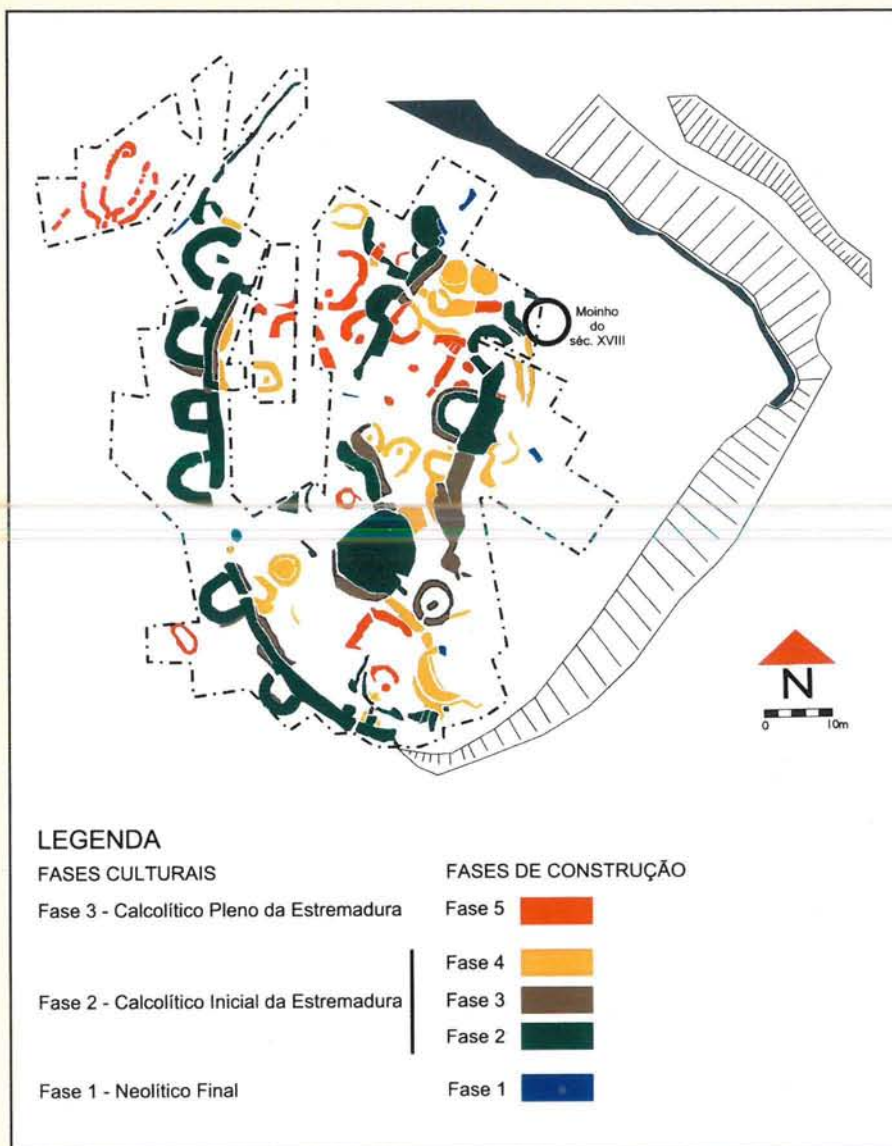 Moinho
do
séc. XVIII
N
0 10m
LEGENDA
FASES CULTURAIS
Fase 3 - Calcolítico Pleno da Estremadura
Fase 2 - Calcolítico Inicial da Estremadura
Fase 1 - Neolítico Final
FASES DE CONSTRUÇÃO
Fase 5
Fase 4
Fase 3
Fase 2
Fase 1